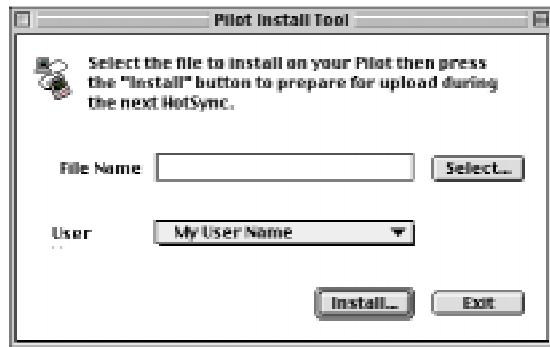 Pilot Install Tool
Select the file to install on your Pilot then press
the "Install" button to prepare for upload during
the next HotSync.
File Name
Select...
User
My User Name
Install...
Exit